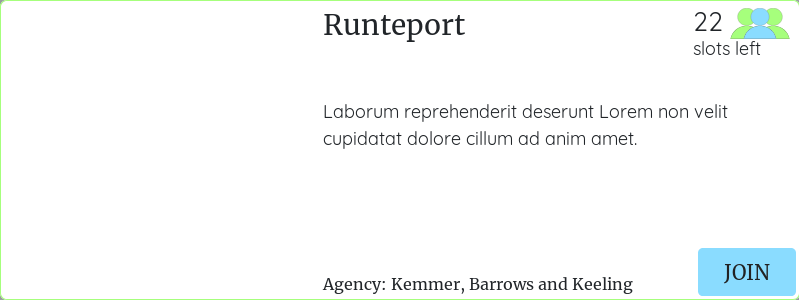 Runteport
22
slots left
Laborum reprehenderit deserunt Lorem non velit
cupidatat dolore cillum ad anim amet.
Agency: Kemmer, Barrows and Keeling
JOIN